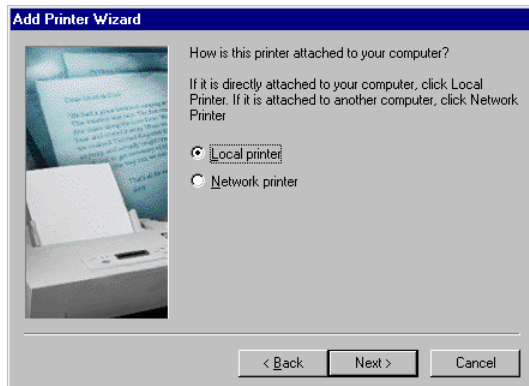 Add Printer Wizard
How is this printer attached to your computer?
If it is directly attached to your computer, click Local
Printer. If it is attached to another computer, click Network
Printer
Local printer
Network printer
< Back
Next >
Cancel